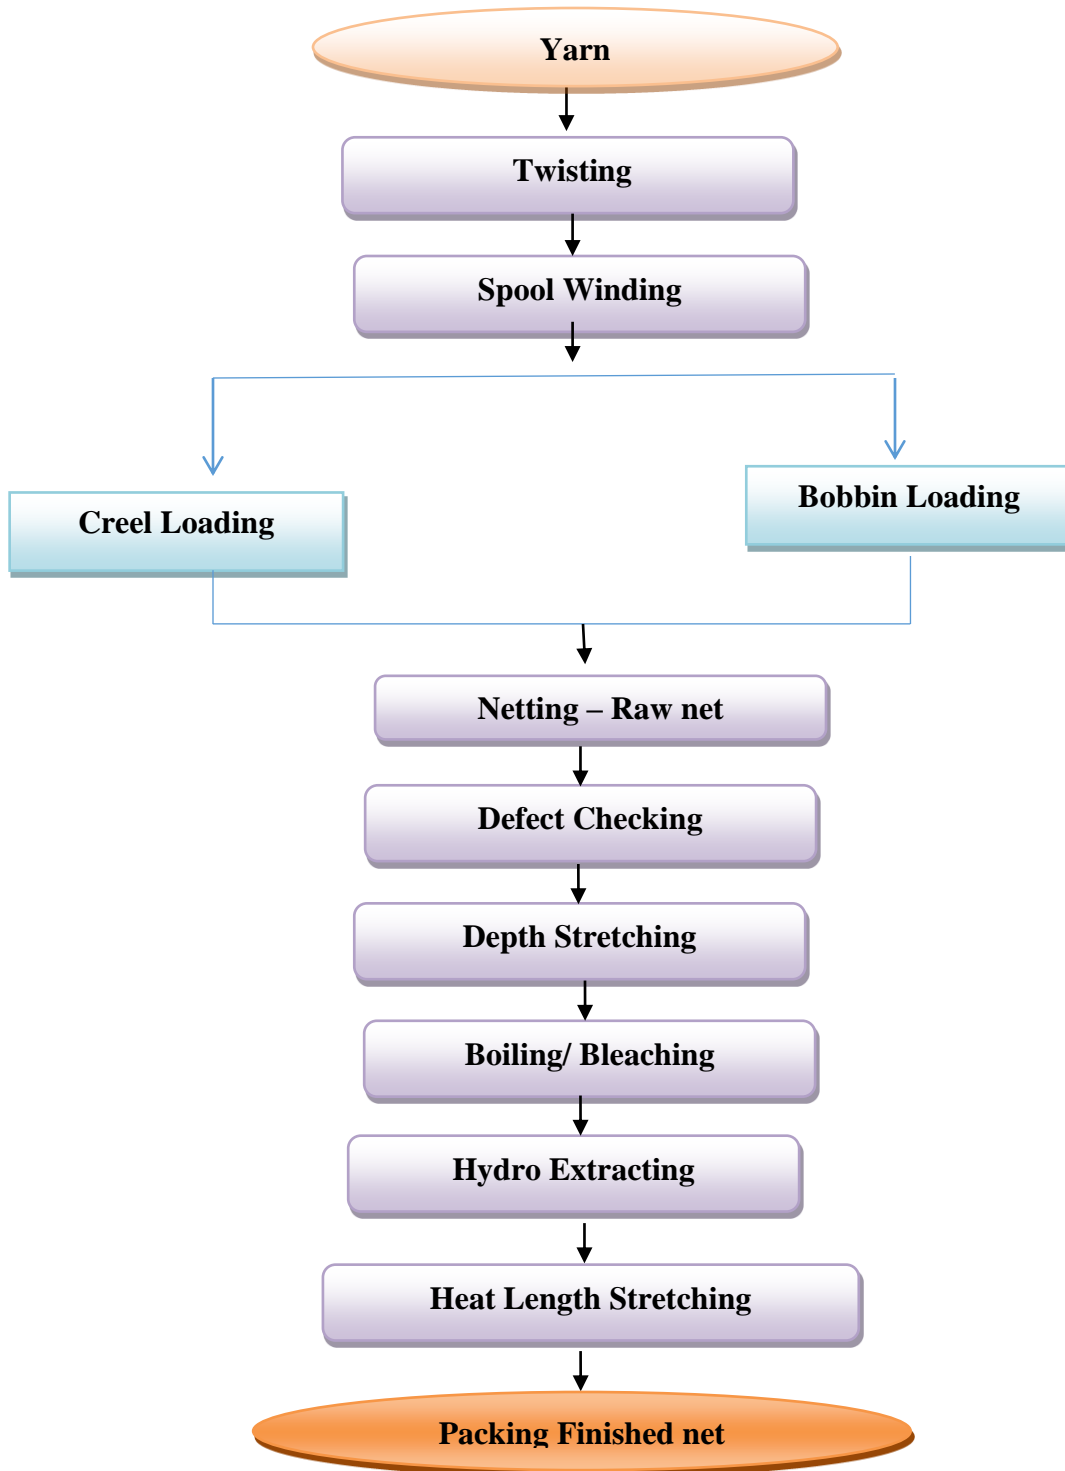 Yarn
Twisting
Spool Winding
Creel Loading
Bobbin Loading
Netting – Raw net
Defect Checking
Depth Stretching
Boiling/ Bleaching
Hydro Extracting
Heat Length Stretching
Packing Finished net